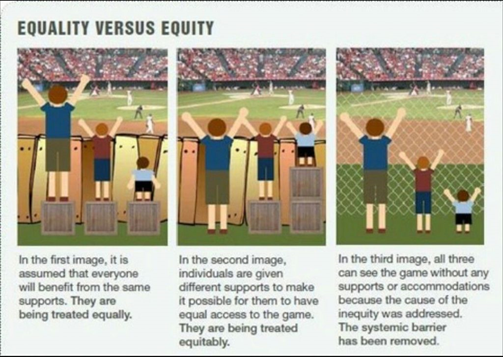 EQUALITY VERSUS EQUITY
In the first image, it is
assumed that everyone
will benefit from the same
supports. They are
being treated equally.
In the second image,
individuals are given
different supports to make
it possible for them to have
equal access to the game.
They are being treated
equitably.
In the third image, all three
can see the game without any
supports or accommodations
because the cause of the
inequity was addressed.
The systemic barrier
has been removed.